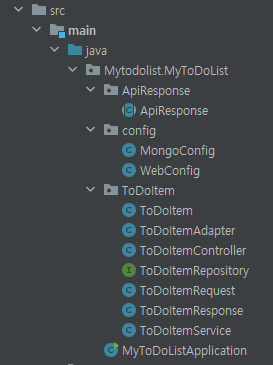 src
main
java
Mytodolist.MyToDoList
ApiResponse
ApiResponse
config
MongoConfig
WebConfig
ToDoItem
ToDoItem
ToDoItemAdapter
ToDoItemController
ToDoItemRepository
ToDoItemRequest
ToDoItemResponse
ToDoItemService
MyToDoListApplication